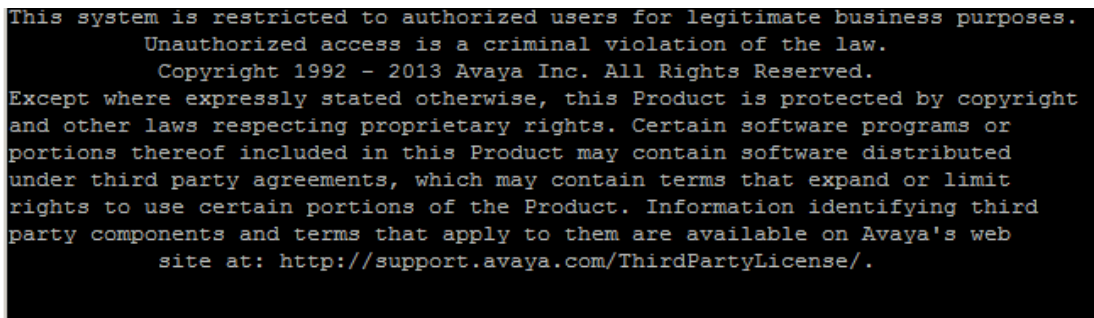 This system is restricted to authorized users for legitimate business purposes.
Unauthorized access is a criminal violation of the law.
Copyright 1992 - 2013 Avaya Inc. All Rights Reserved.
Except where expressly stated otherwise, this Product is protected by copyright
and other laws respecting proprietary rights. Certain software programs or
portions thereof included in this Product may contain software distributed
under third party agreements, which may contain terms that expand or limit
rights to use certain portions of the Product. Information identifying third
party components and terms that apply to them are available on Avaya's web
site at: http://support.avaya.com/ThirdPartyLicense/.